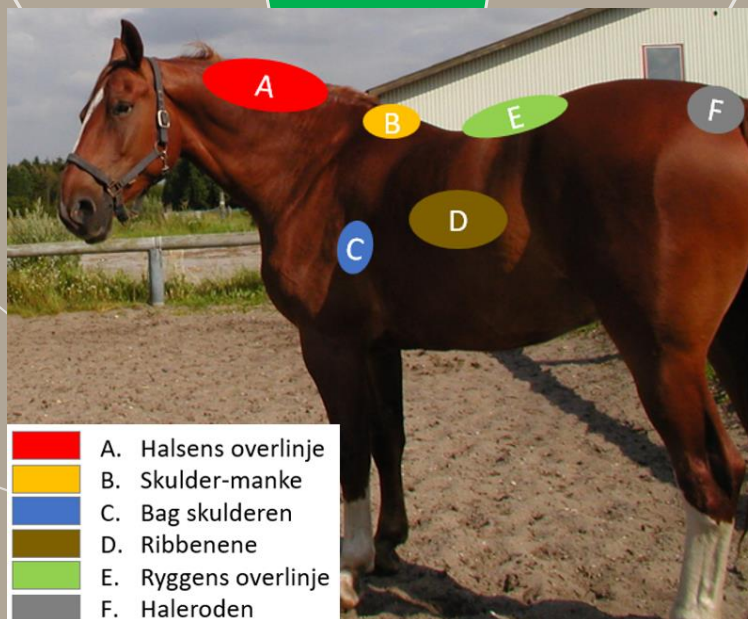 A
B
E
F
D
C
A. Halsens overlinje
B. Skulder-manke
C. Bag skulderen
D. Ribbenene
E. Ryggens overlinje
F. Haleroden